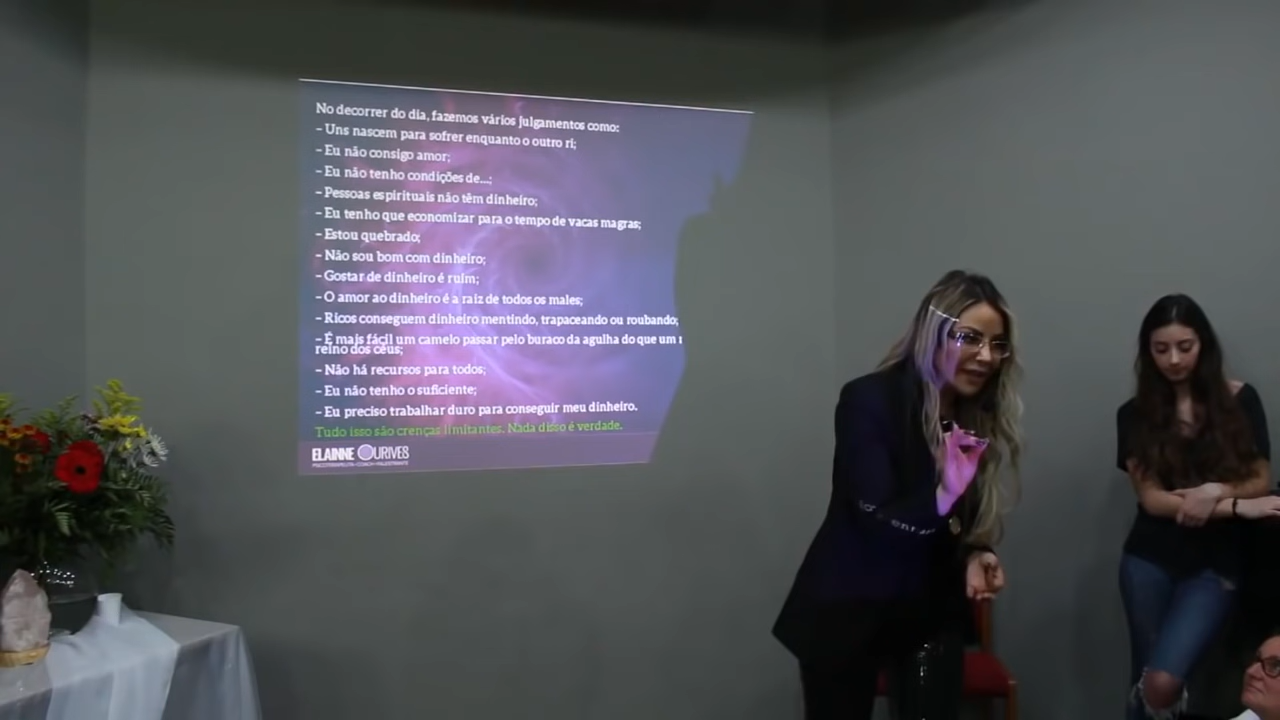 No decorrer do dia, fazemos vários julgamentos como:
- Uns nascem para sofrer enquanto o outro ri;
- Eu não consigo amor;
- Eu não tenho condições de...;
- Pessoas espirituais não têm dinheiro;
- Eu tenho que economizar para o tempo de vacas magras;
- Estou quebrado;
- Não sou bom com dinheiro;
- Gostar de dinheiro é ruim;
- O amor ao dinheiro é a raiz de todos os males;
- Ricos conseguem dinheiro mentindo, trapaceando ou roubando;
- É mais fácil um camelo passar pelo buraco da agulha do que um
reino dos céus;
- Não há recursos para todos;
- Eu não tenho o suficiente;
- Eu preciso trabalhar duro para conseguir meu dinheiro.
Tudo isso são crenças limitantes. Nada disso é verdade.
ELAINNE OURIVES
PSICOTERAPEUTA • COACH • PALESTRANTE